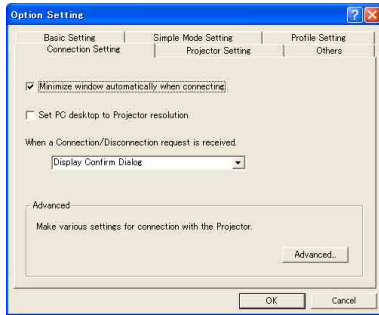 Option Setting
Basic Setting Simple Mode Setting Profile Setting
Connection Setting Projector Setting Others
Minimize window automatically when connecting
Set PC desktop to Projector resolution
When a Connection/Disconnection request is received.
Display Confirm Dialog
Advanced
Make various settings for connection with the Projector.
Advanced..
OK Cancel